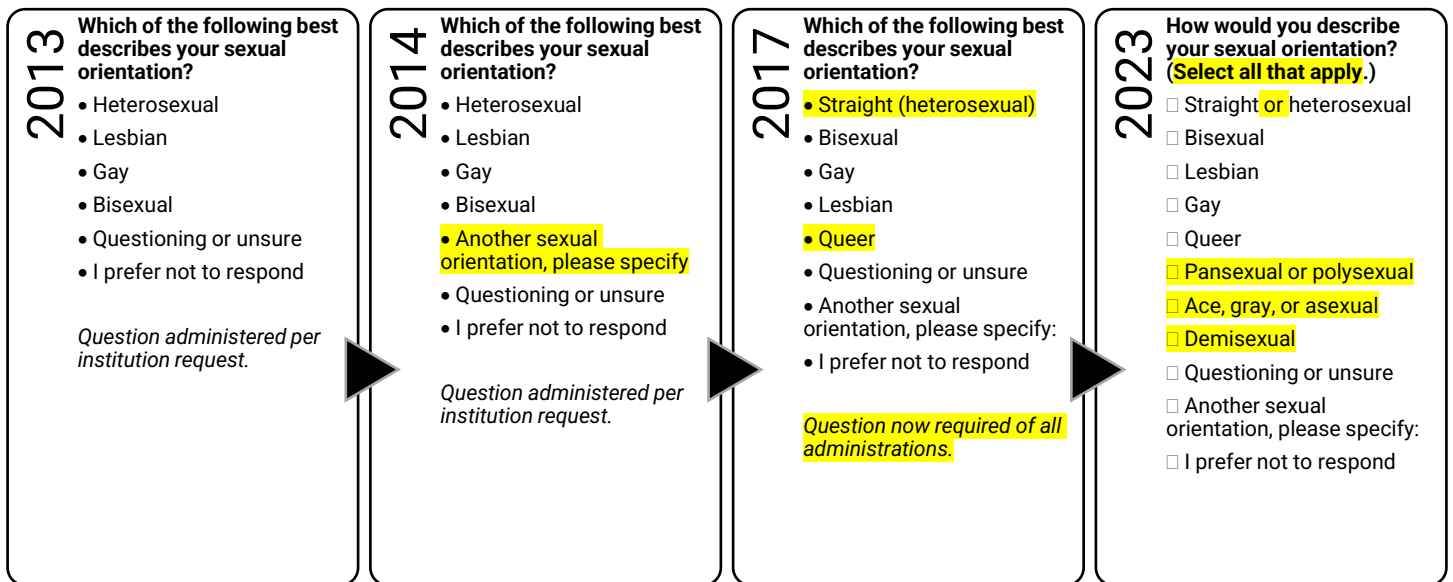 2013
Which of the following best
describes your sexual
orientation?
• Heterosexual
• Lesbian
• Gay
• Bisexual
• Questioning or unsure
• I prefer not to respond
Question administered per
institution request.
2014
Which of the following best
describes your sexual
orientation?
• Heterosexual
• Lesbian
• Gay
• Bisexual
• Another sexual
orientation, please specify
• Questioning or unsure
• I prefer not to respond
Question administered per
institution request.
2017
Which of the following best
describes your sexual
orientation?
• Straight (heterosexual)
• Bisexual
• Gay
• Lesbian
• Queer
• Questioning or unsure
• Another sexual
orientation, please specify:
• I prefer not to respond
Question now required of all
administrations.
2023
How would you describe
your sexual orientation?
(Select all that apply.)
□ Straight or heterosexual
□ Bisexual
□ Lesbian
□ Gay
□ Queer
□ Pansexual or polysexual
□ Ace, gray, or asexual
□ Demisexual
□ Questioning or unsure
□ Another sexual
orientation, please specify:
□ I prefer not to respond